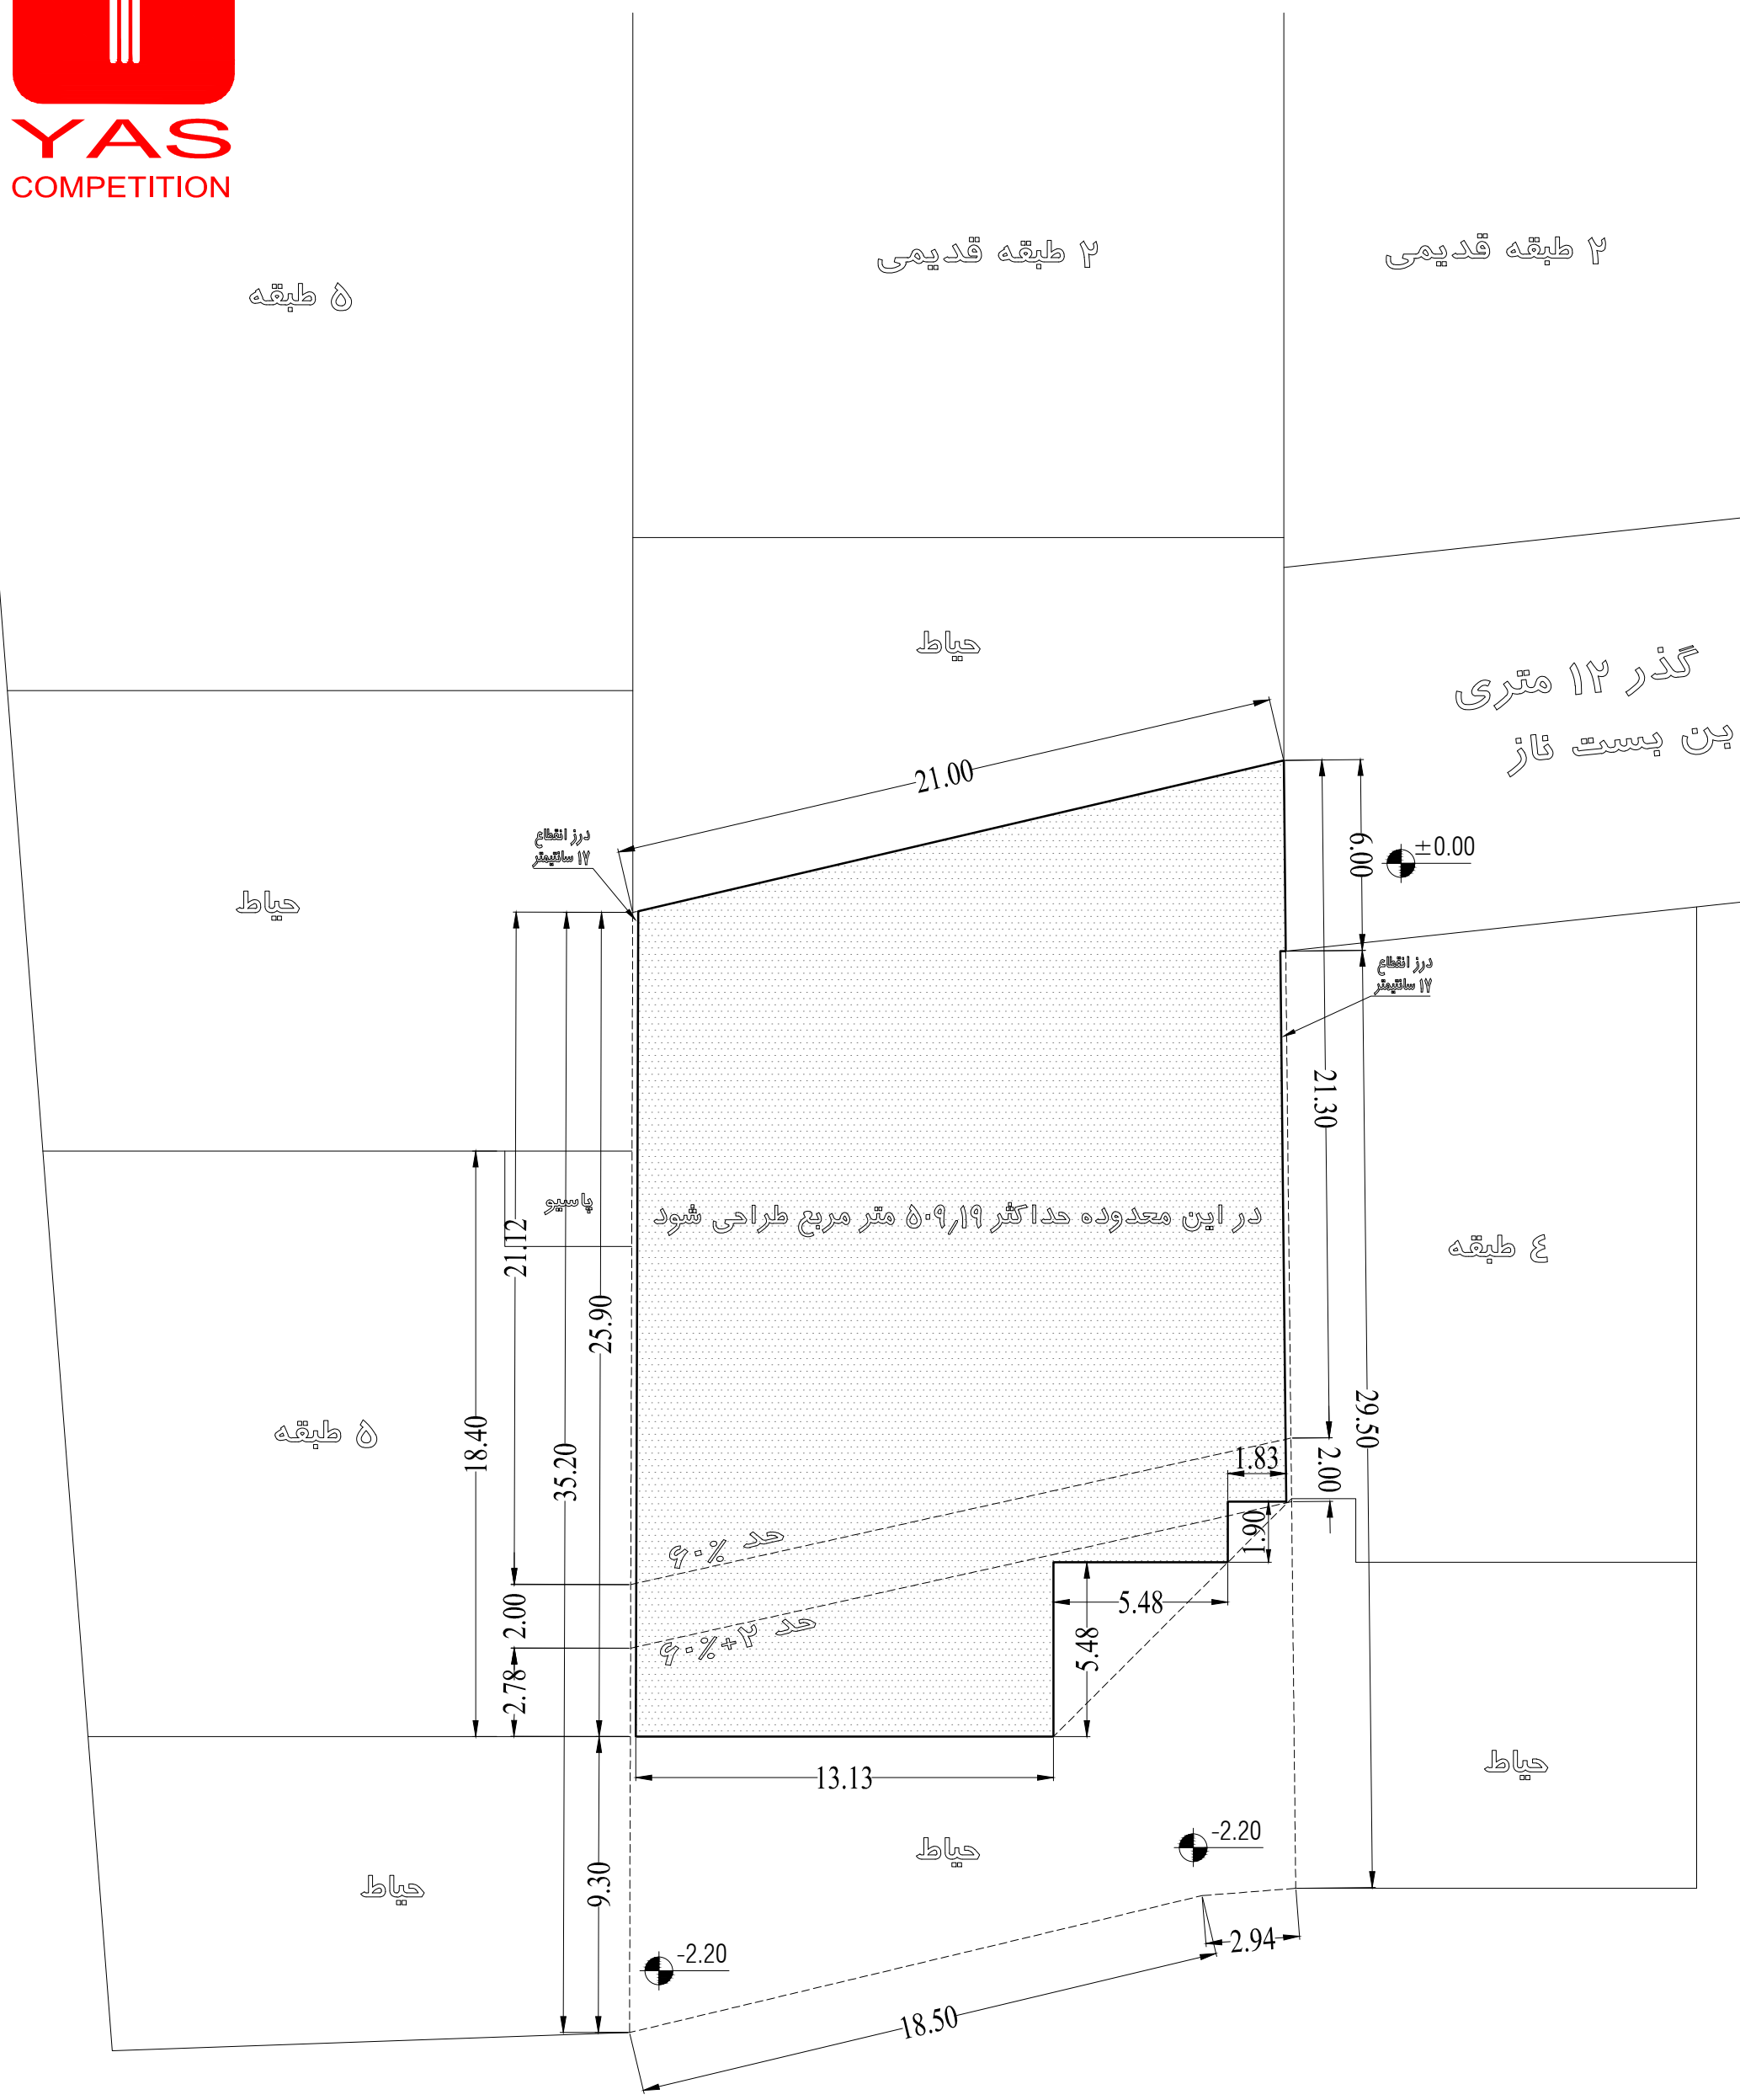 YAS
COMPETITION
۵ طبقه
۲ طبقه قدیمی
۲ طبقه قدیمی
حیاط
گذر ۱۲ متری
بن بست ناز
21.00
درز انقطاع
۱۷ سانتیمتر
6.00
±0.00
حیاط
درز انقطاع
۱۷ سانتیمتر
21.30
پاسیو
در این محدوده حداکثر ۵۰۹٫۱۹ متر مربع طراحی شود
21.12
٤ طبقه
25.90
۵ طبقه
18.40
35.20
29.50
1.83
2.00
حد ۶۰٪
1.90
2.00
5.48
حد ۲+۶۰٪
5.48
2.78
13.13
حیاط
حیاط
-2.20
حیاط
9.30
2.94
-2.20
18.50